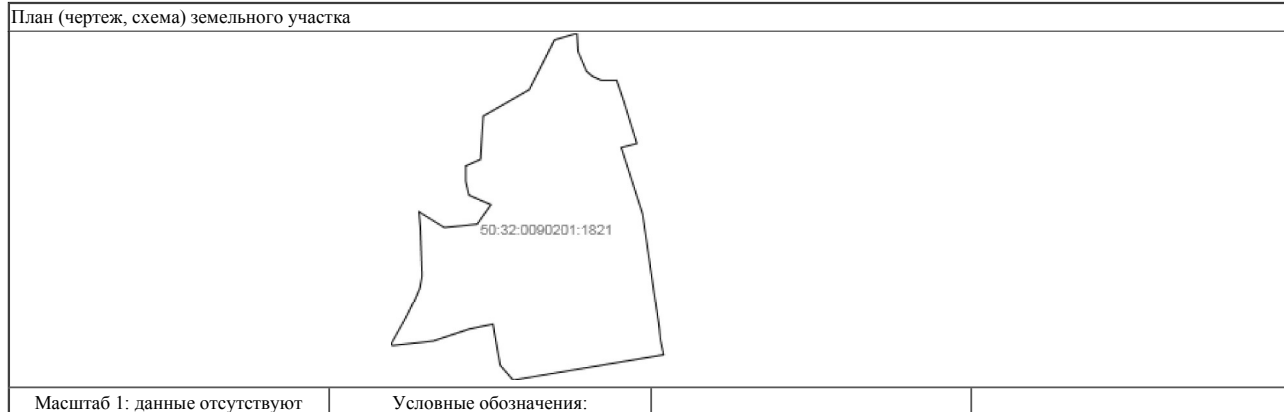 План (чертеж, схема) земельного участка
50:32:0090201:1821
Масштаб 1: данные отсутствуют
Условные обозначения: